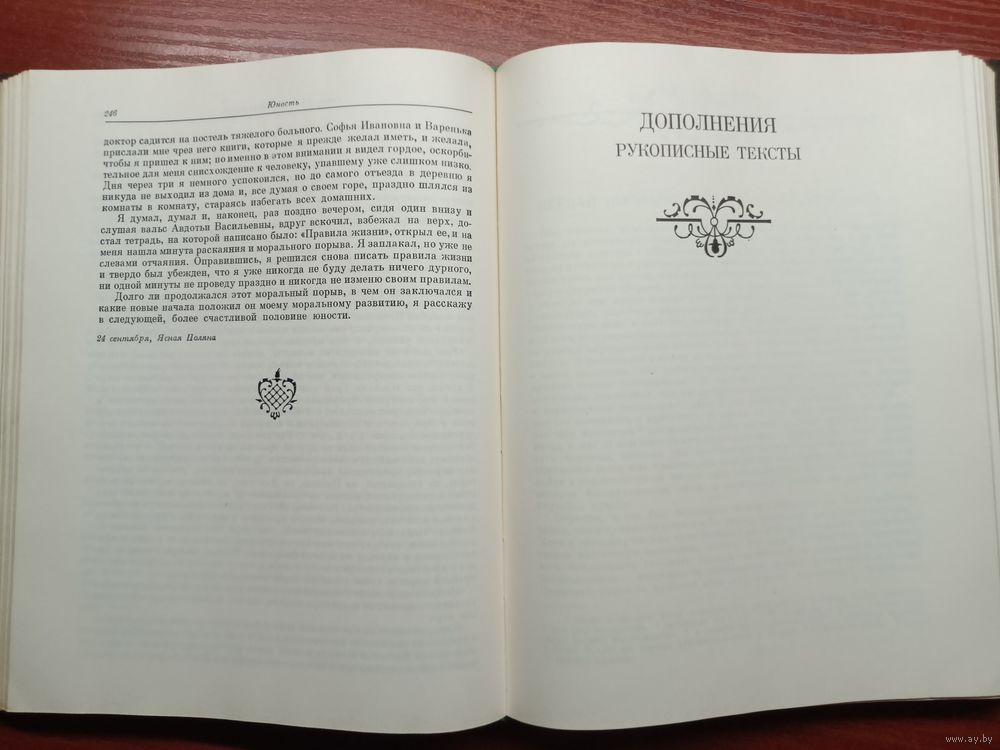 246
Юность
доктор садится на постель тяжелого больного. Софья Ивановна и Варенька
прислали мне чрез него книги, которые я прежде желал иметь, и желали,
чтобы я пришел к ним; но именно в этом внимании я видел гордое, оскорби-
тельное для меня снисхождение к человеку, упавшему уже слишком низко.
Дня через три я немного успокоился, но до самого отъезда в деревню я
никуда не выходил из дома и, все думая о своем горе, праздно шлялся из
комнаты в комнату, стараясь избегать всех домашних.
Я думал, думал и, наконец, раз поздно вечером, сидя один внизу и
слушая вальс Авдотьи Васильевны, вдруг вскочил, взбежал на верх, до-
стал тетрадь, на которой написано было: «Правила жизни», открыл ее, и на
меня нашла минута раскаяния и морального порыва. Я заплакал, но уже не
слезами отчаяния. Оправившись, я решился снова писать правила жизни
и твердо был убежден, что я уже никогда не буду делать ничего дурного,
ни одной минуты не проведу праздно и никогда не изменю своим правилам.
Долго ли продолжался этот моральный порыв, в чем он заключался и
какие новые начала положил он моему моральному развитию, я расскажу
в следующей, более счастливой половине юности.
24 сентября, Ясная Поляна
ДОПОЛНЕНИЯ
РУКОПИСНЫЕ ТЕКСТЫ
www.ay.by